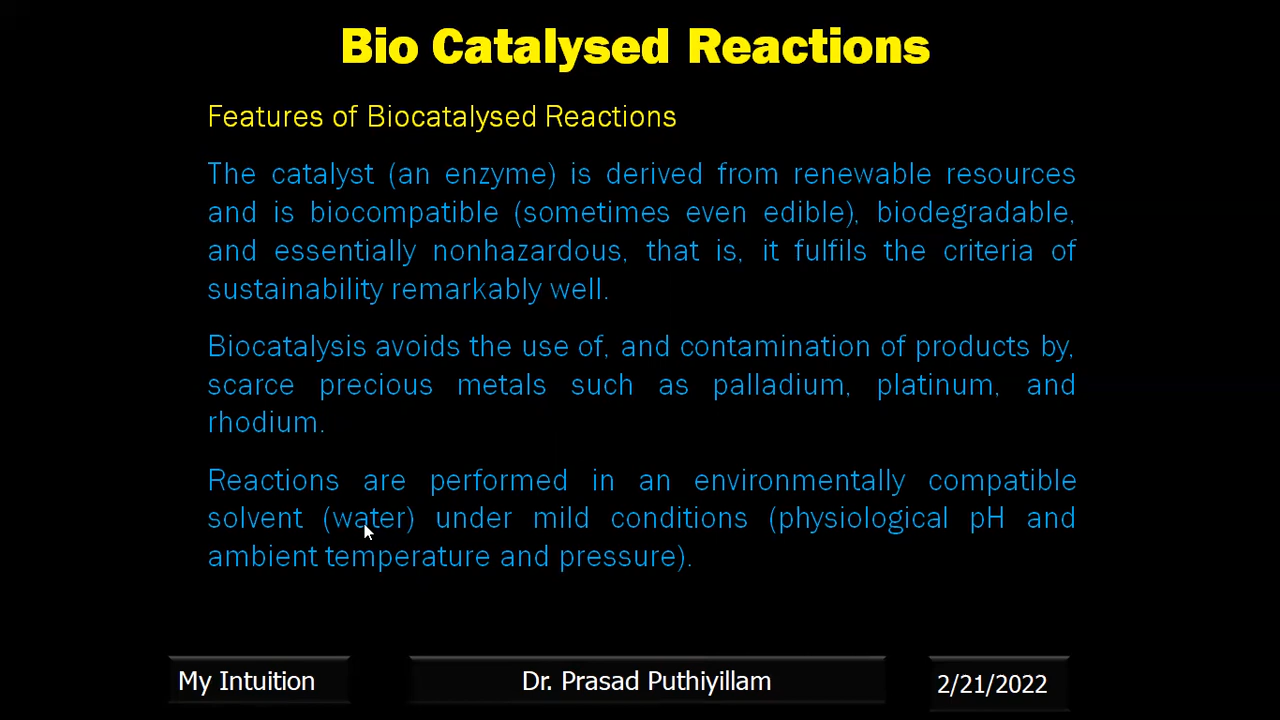 Bio Catalysed Reactions
Features of Biocatalysed Reactions
The catalyst (an enzyme) is derived from renewable resources
and is biocompatible (sometimes even edible), biodegradable,
and essentially nonhazardous, that is, it fulfils the criteria of
sustainability remarkably well.
Biocatalysis avoids the use of, and contamination of products by,
scarce precious metals such as palladium, platinum, and
rhodium.
Reactions are performed in an environmentally compatible
solvent (water) under mild conditions (physiological pH and
ambient temperature and pressure).
My Intuition
Dr. Prasad Puthiyillam
2/21/2022